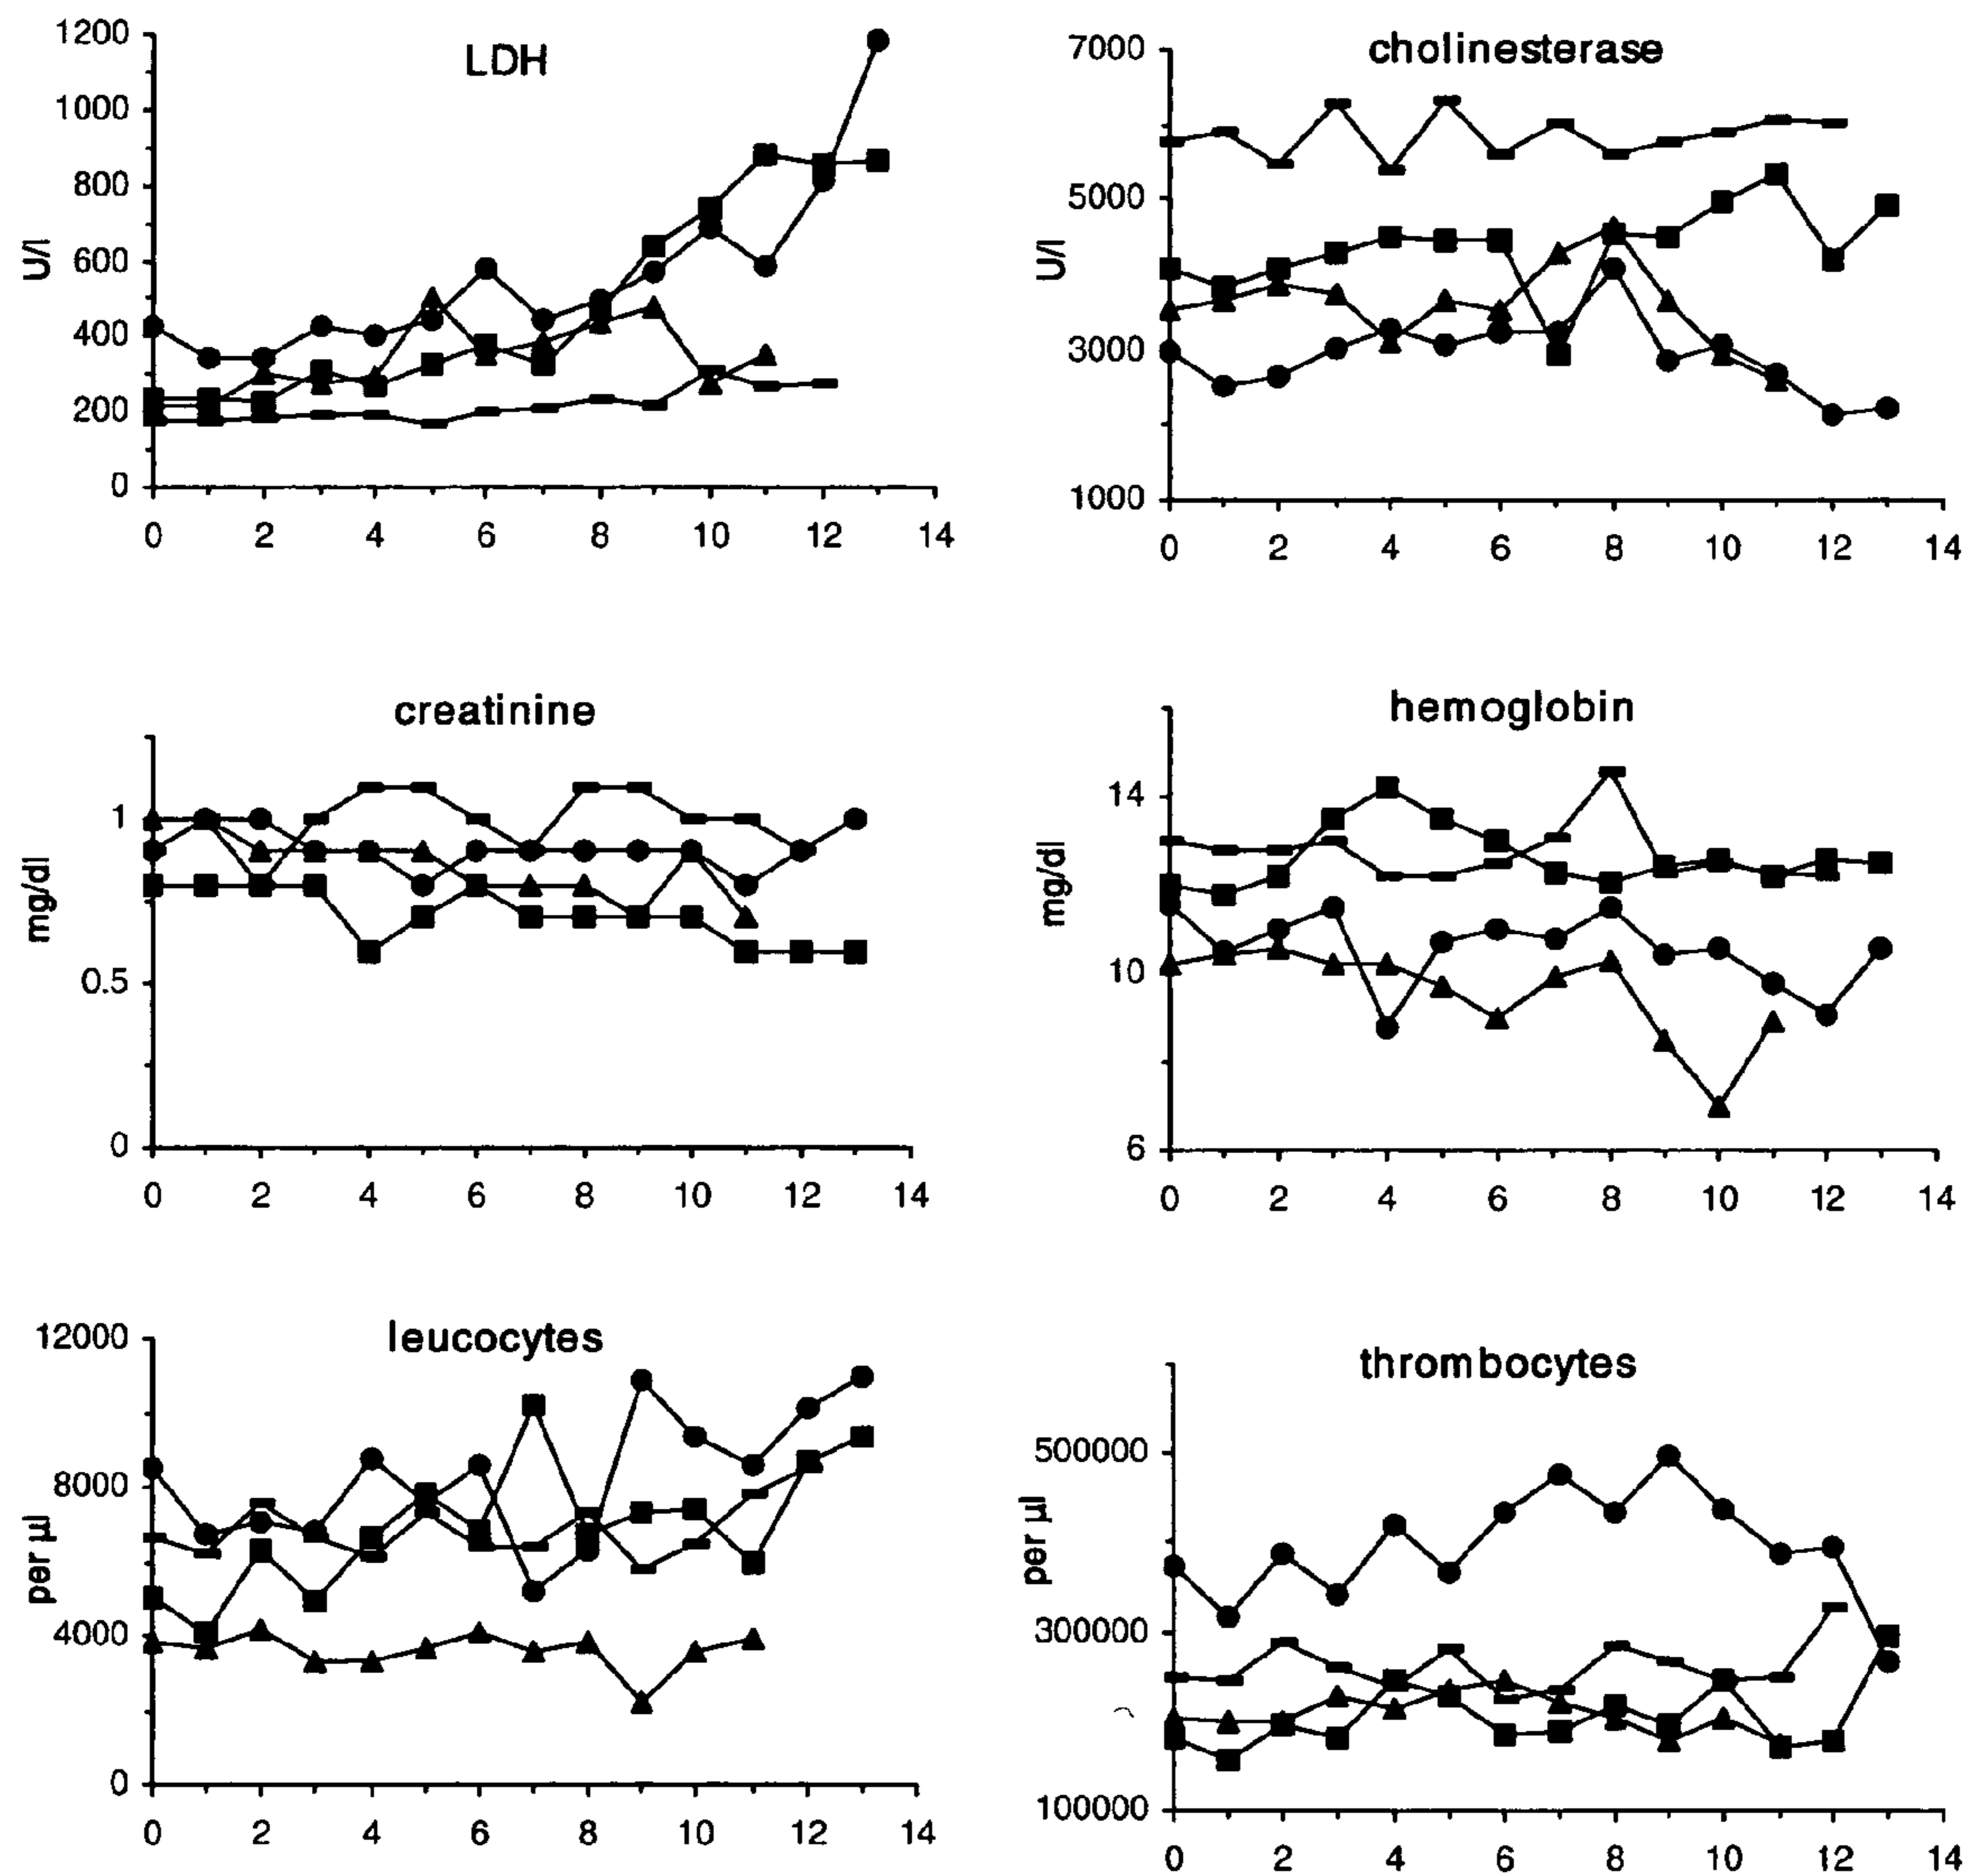 LDH
1200
1000
800
600
400
200
0
U/l
0 2 4 6 8 10 12 14
cholinesterase
7000
5000
3000
1000
U/l
0 2 4 6 8 10 12 14
creatinine
1
0.5
0
mg/dl
0 2 4 6 8 10 12 14
hemoglobin
14
10
6
mg/dl
0 2 4 6 8 10 12 14
leucocytes
12000
8000
4000
0
per µl
0 2 4 6 8 10 12 14
thrombocytes
500000
300000
100000
per µl
0 2 4 6 8 10 12 14